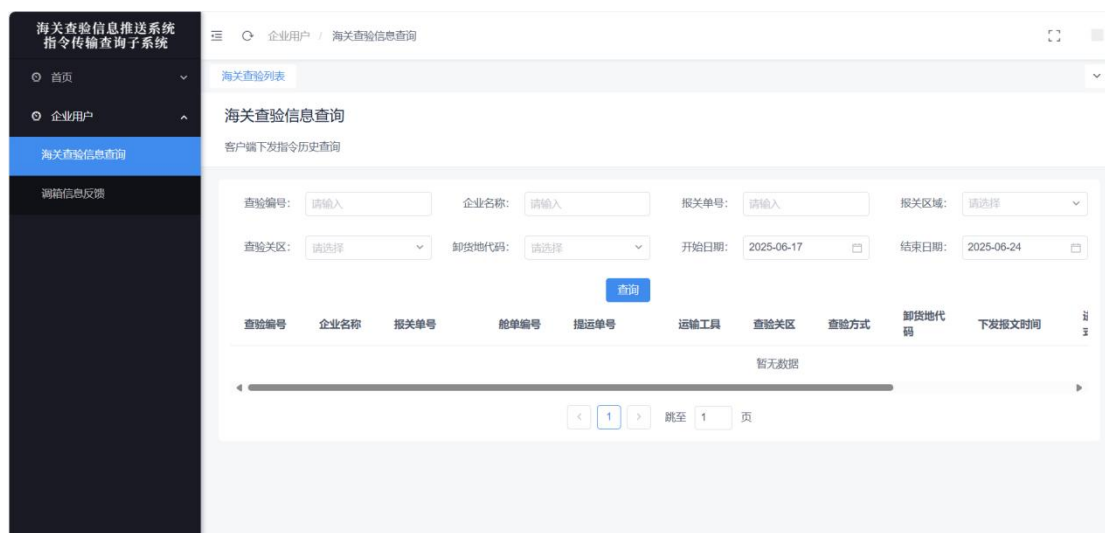 海关查验信息推送系统
指令传输查询子系统
企业用户 / 海关查验信息查询
首页
海关查验列表
企业用户
海关查验信息查询
海关查验信息查询
客户端下发指令历史查询
调箱信息反馈
查验编号: 请输入 企业名称: 请输入 报关单号: 请输入 报关区域: 请选择
查验关区: 请选择 卸货地代码: 请选择 开始日期: 2025-06-17 结束日期: 2025-06-24
查询
查验编号 企业名称 报关单号 舱单编号 提运单号 运输工具 查验关区 查验方式 卸货地代
码 下发报文时间
暂无数据
1 跳至 1 页